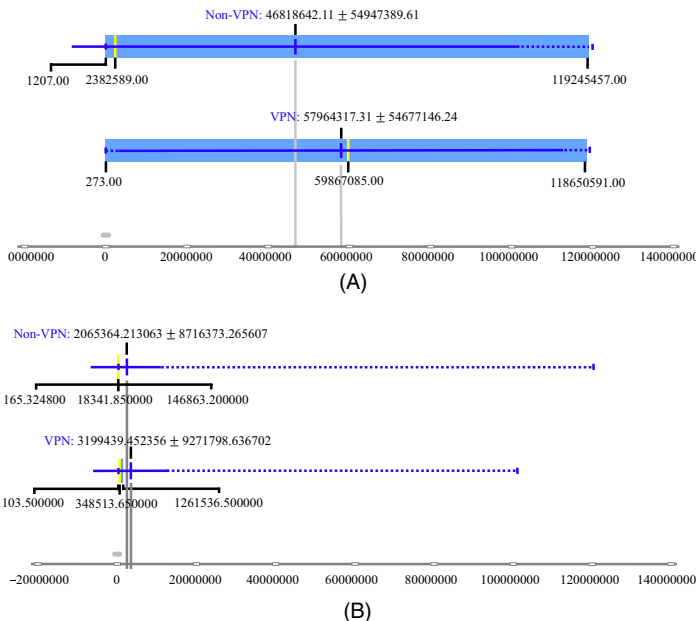 Non-VPN: 46818642.11 ± 54947389.61
1207.00 2382589.00 119245457.00
VPN: 57964317.31 ± 54677146.24
273.00 59867085.00 118650591.00
0000000 0 20000000 40000000 60000000 80000000 100000000 120000000 140000000
(A)
Non-VPN: 2065364.213063 ± 8716373.265607
165.324800 18341.850000 146863.200000
VPN: 3199439.452356 ± 9271798.636702
103.500000 348513.650000 1261536.500000
−20000000 0 20000000 40000000 60000000 80000000 100000000 120000000 140000000
(B)